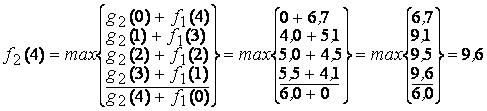 g₂(0) + f₁(4) 0 + 6,7 6,7
g₂(1) + f₁(3) 4,0 + 5,1 9,1
f₂(4) = max{ g₂(2) + f₁(2) } = max{ 5,0 + 4,5 } = max{ 9,5 } = 9,6
g₂(3) + f₁(1) 5,5 + 4,1 9,6
g₂(4) + f₁(0) 6,0 + 0 6,0